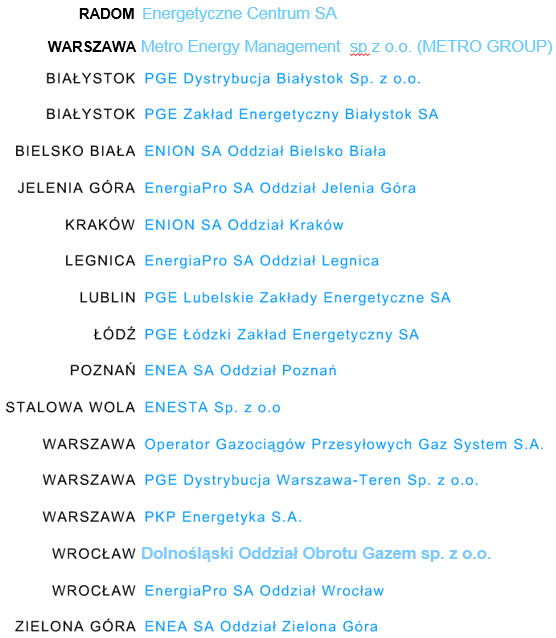 RADOM Energetyczne Centrum SA
WARSZAWA Metro Energy Management sp z o.o. (METRO GROUP)
BIAŁYSTOK PGE Dystrybucja Białystok Sp. z o.o.
BIAŁYSTOK PGE Zakład Energetyczny Białystok SA
BIELSKO BIAŁA ENION SA Oddział Bielsko Biała
JELENIA GÓRA EnergiaPro SA Oddział Jelenia Góra
KRAKÓW ENION SA Oddział Kraków
LEGNICA EnergiaPro SA Oddział Legnica
LUBLIN PGE Lubelskie Zakłady Energetyczne SA
ŁÓDŹ PGE Łódzki Zakład Energetyczny SA
POZNAŃ ENEA SA Oddział Poznań
STALOWA WOLA ENESTA Sp. z o.o
WARSZAWA Operator Gazociągów Przesyłowych Gaz System S.A.
WARSZAWA PGE Dystrybucja Warszawa-Teren Sp. z o.o.
WARSZAWA PKP Energetyka S.A.
WROCŁAW Dolnośląski Oddział Obrotu Gazem sp. z o.o.
WROCŁAW EnergiaPro SA Oddział Wrocław
ZIELONA GÓRA ENEA SA Oddział Zielona Góra